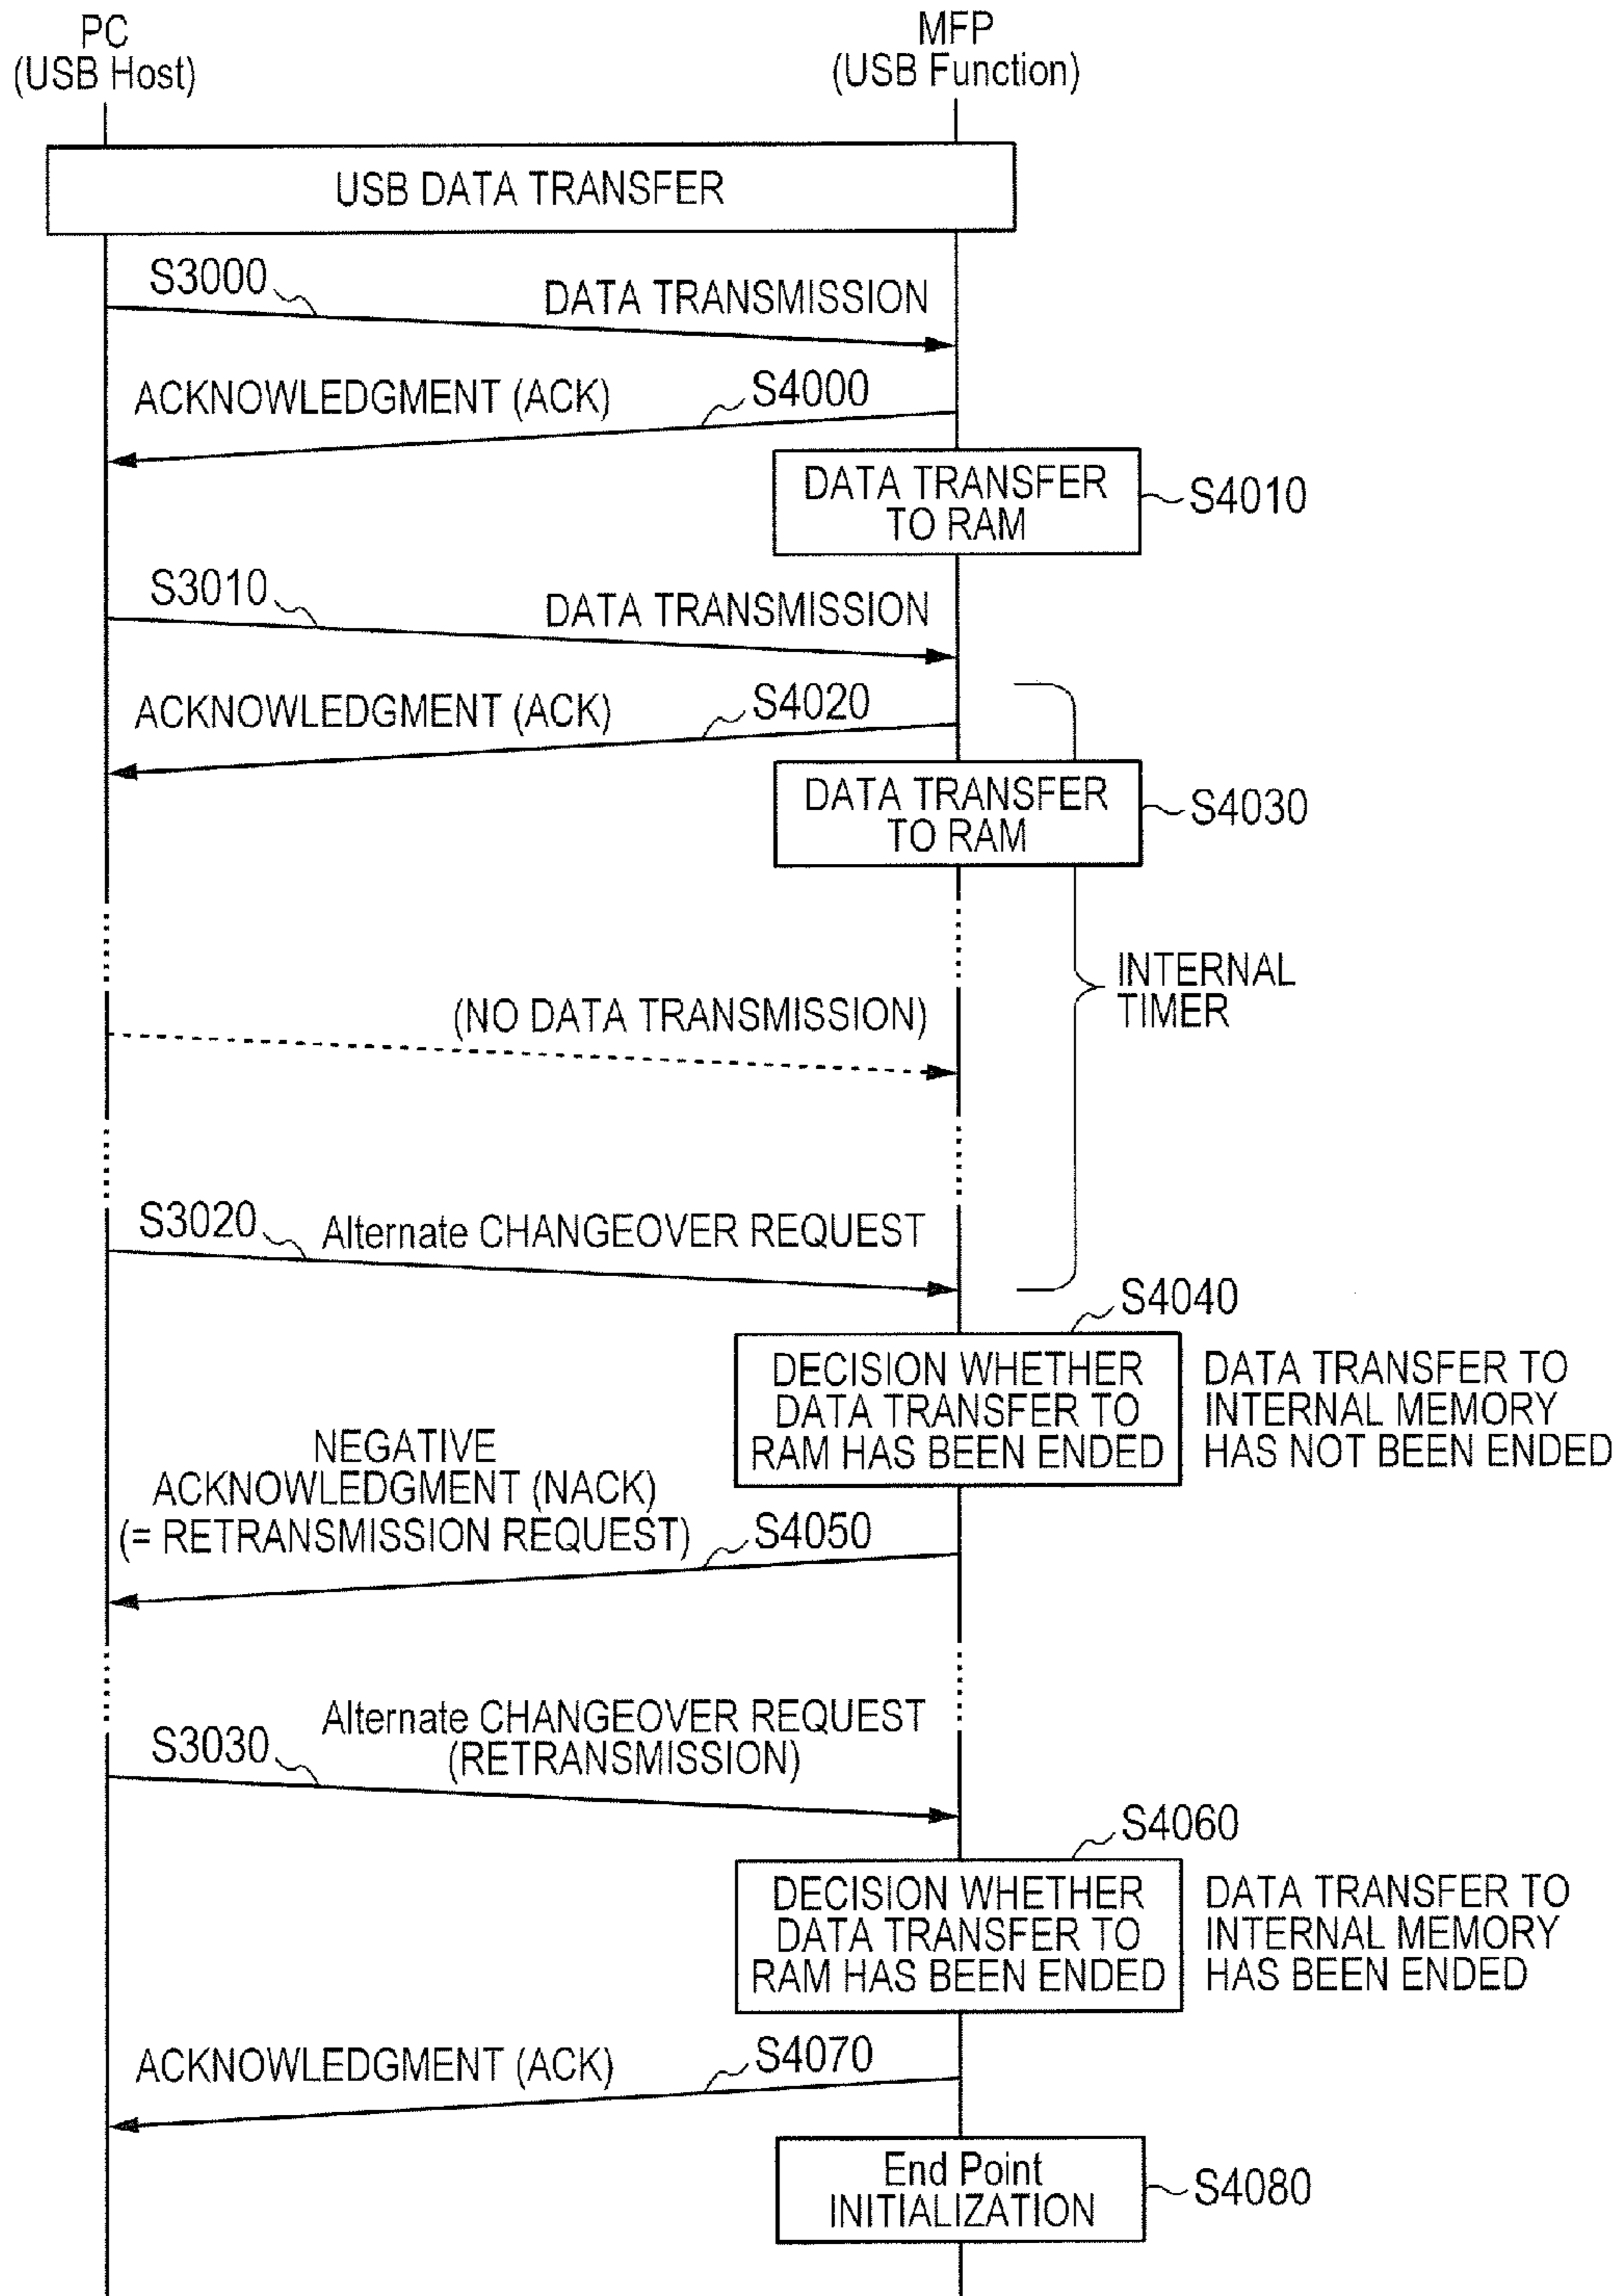 PC
(USB Host)
MFP
(USB Function)
USB DATA TRANSFER
S3000
DATA TRANSMISSION
ACKNOWLEDGMENT (ACK)
S4000
DATA TRANSFER
TO RAM
S4010
S3010
DATA TRANSMISSION
ACKNOWLEDGMENT (ACK)
S4020
DATA TRANSFER
TO RAM
S4030
INTERNAL
TIMER
(NO DATA TRANSMISSION)
S3020
Alternate CHANGEOVER REQUEST
S4040
DECISION WHETHER
DATA TRANSFER TO
RAM HAS BEEN ENDED
DATA TRANSFER TO
INTERNAL MEMORY
HAS NOT BEEN ENDED
NEGATIVE
ACKNOWLEDGMENT (NACK)
(= RETRANSMISSION REQUEST)
S4050
Alternate CHANGEOVER REQUEST
(RETRANSMISSION)
S3030
S4060
DECISION WHETHER
DATA TRANSFER TO
RAM HAS BEEN ENDED
DATA TRANSFER TO
INTERNAL MEMORY
HAS BEEN ENDED
ACKNOWLEDGMENT (ACK)
S4070
End Point
INITIALIZATION
S4080